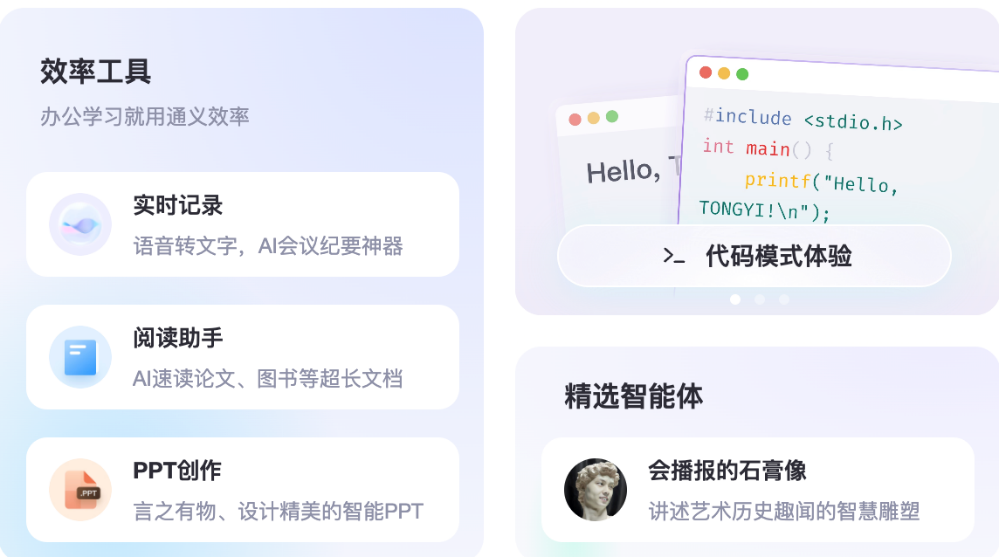 效率工具
办公学习就用通义效率
实时记录
语音转文字，AI会议纪要神器
阅读助手
AI速读论文、图书等超长文档
.PPT
PPT创作
言之有物、设计精美的智能PPT
Hello,
#include <stdio.h>
int main() {
printf("Hello,
TONGYI!\n");
>_ 代码模式体验
精选智能体
会播报的石膏像
讲述艺术历史趣闻的智慧雕塑